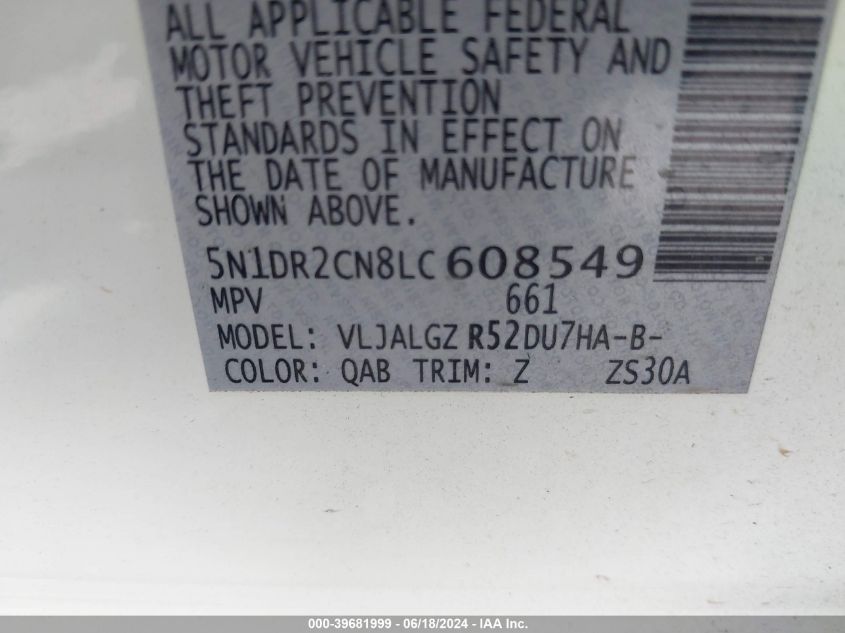 ALL APPLICABLE FEDERAL
MOTOR VEHICLE SAFETY AND
THEFT PREVENTION
STANDARDS IN EFFECT ON
THE DATE OF MANUFACTURE
SHOWN ABOVE.
5N1DR2CN8LC608549
MPV 661
MODEL: VLJALGZ R52DU7HA-B-
COLOR: QAB TRIM: Z ZS30A
000-39681999 - 06/18/2024 - IAA Inc.